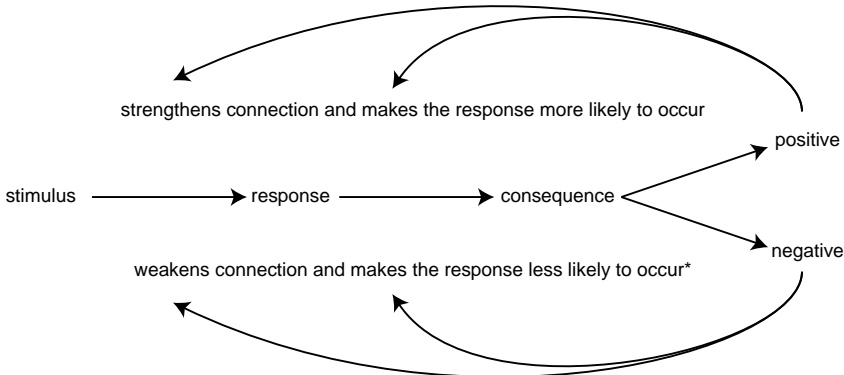 strengthens connection and makes the response more likely to occur
positive
stimulus
response
consequence
negative
weakens connection and makes the response less likely to occur*